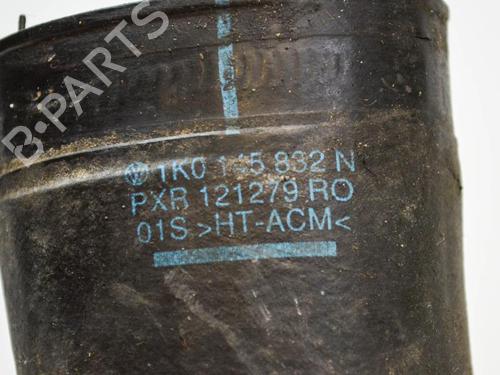 B-PARTS
1K0 145 832 N
PXR 121279 RO
01S >HT-ACM<